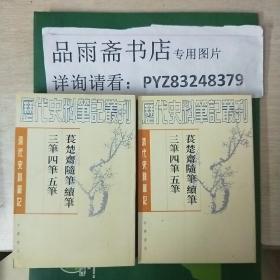 品雨斋书店 专用图片
详询请看：PYZ83248379
歷代史料筆記叢刊
清代史料筆記
萇楚齋隨筆 續筆
三筆 四筆 五筆
歷代史料筆記叢刊
清代史料筆記
萇楚齋隨筆 續筆
三筆 四筆 五筆